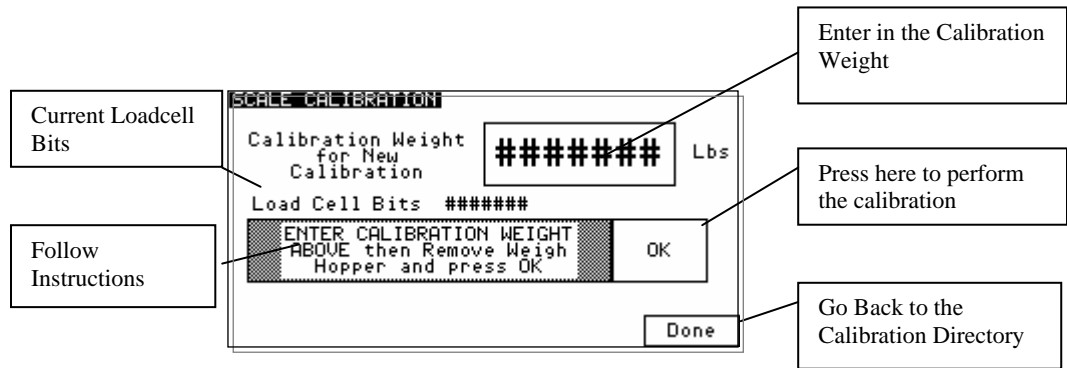 Enter in the Calibration
Weight
Current Loadcell
Bits
SCALE CALIBRATION
Calibration Weight
for New
Calibration
####### Lbs
Load Cell Bits #######
Press here to perform
the calibration
Follow
Instructions
ENTER CALIBRATION WEIGHT
ABOVE then Remove Weigh
Hopper and press OK
OK
Done
Go Back to the
Calibration Directory